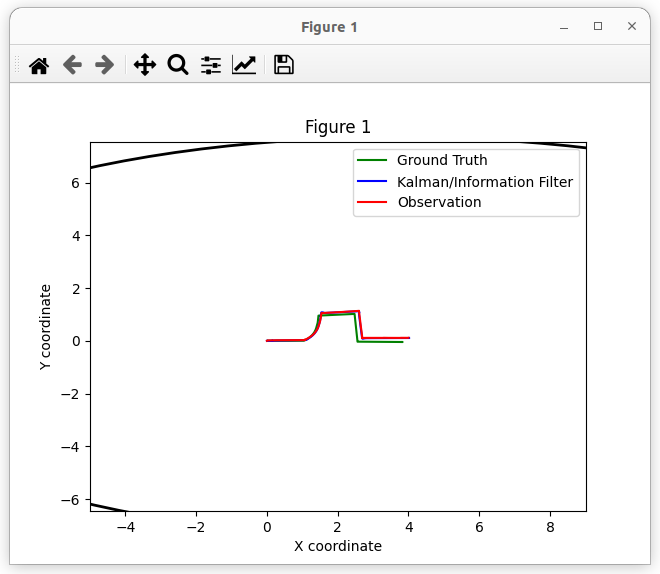 Figure 1
Figure 1
Ground Truth
Kalman/Information Filter
Observation
6
4
2
0
−2
−4
−6
Y coordinate
−4 −2 0 2 4 6 8
X coordinate